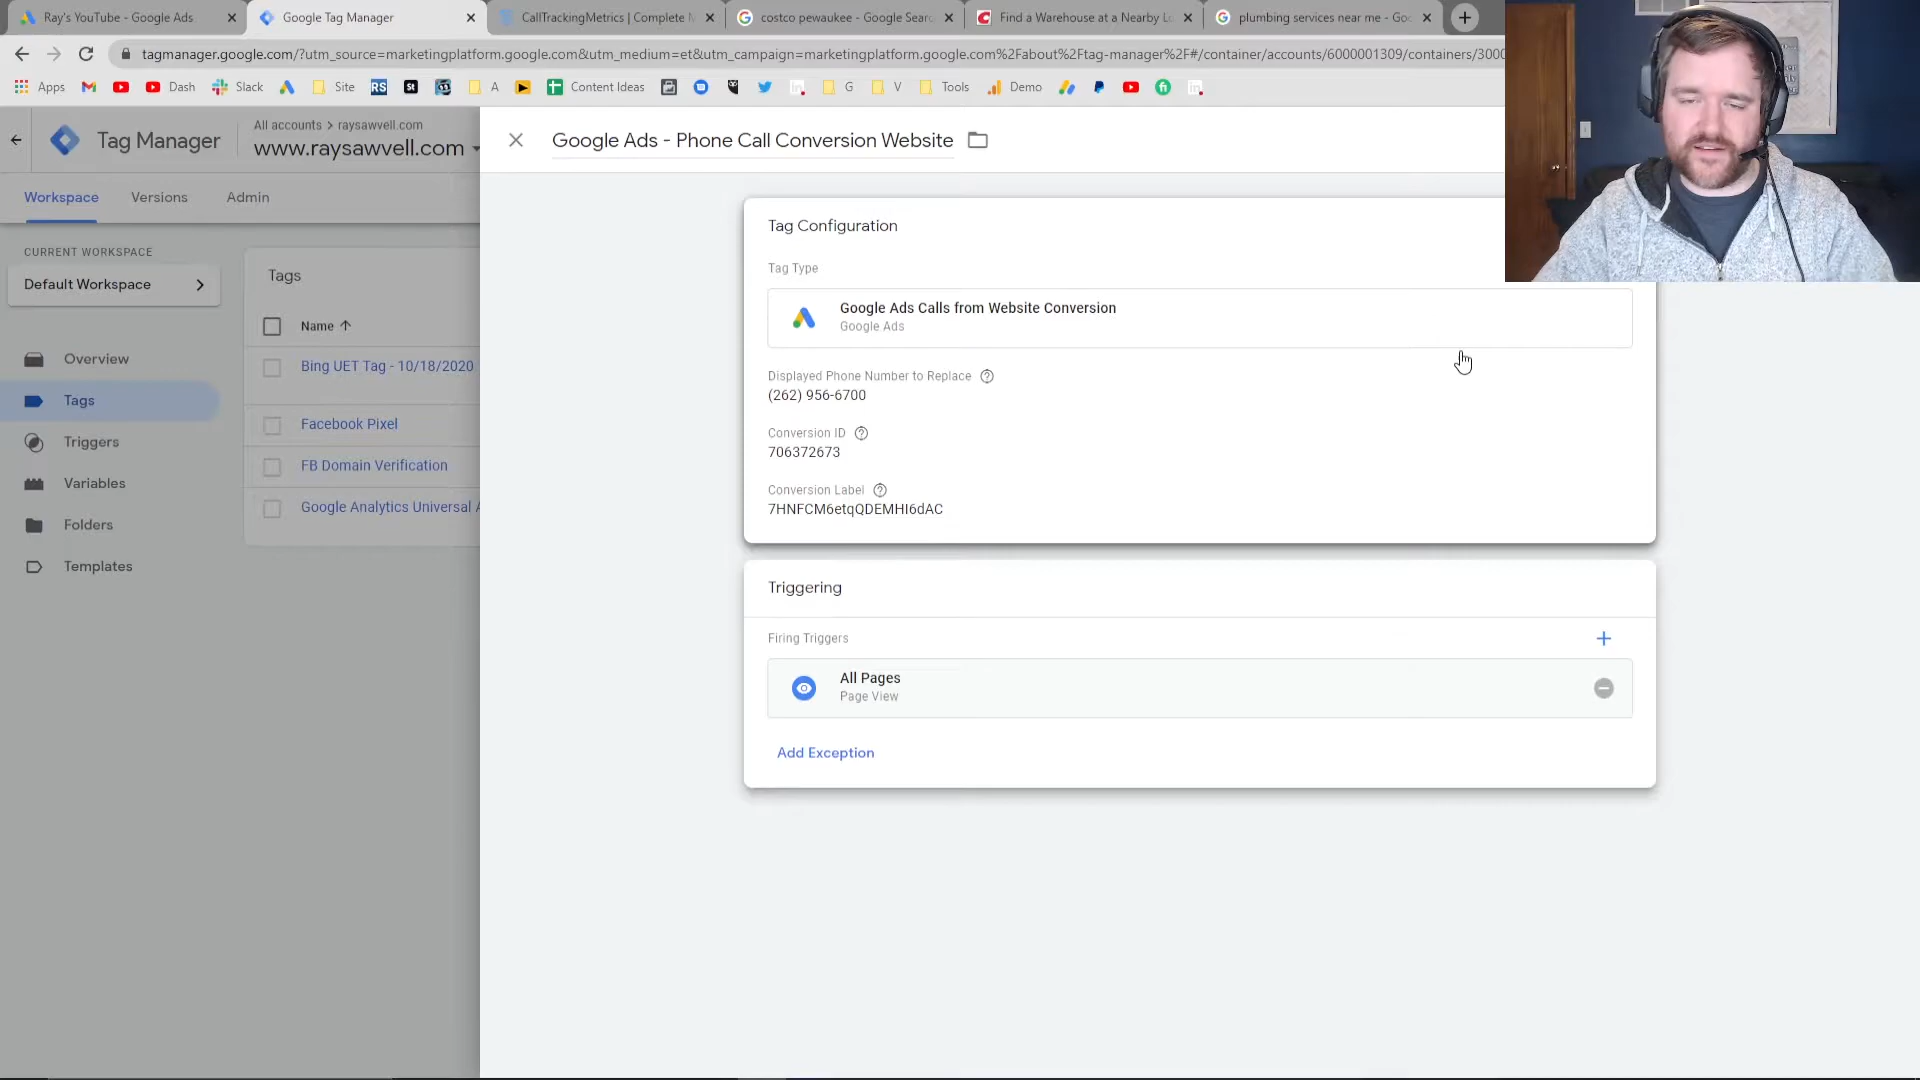 Ray's YouTube - Google Ads
Google Tag Manager
CallTrackingMetrics | Complete M
costco pewaukee - Google Searc
Find a Warehouse at a Nearby Lo
plumbing services near me - Goo
tagmanager.google.com/?utm_source=marketingplatform.google.com&utm_medium=et&utm_campaign=marketingplatform.google.com%2Fabout%2Ftag-manager%2F#/container/accounts/6000001309/containers/3000
Apps
Dash
Slack
Site
RS
St
A
Content Ideas
G
V
Tools
Demo
Tag Manager
All accounts > raysawvell.com
www.raysawvell.com
Google Ads - Phone Call Conversion Website
Workspace
Versions
Admin
CURRENT WORKSPACE
Default Workspace
Overview
Tags
Triggers
Variables
Folders
Templates
Tags
Name
Bing UET Tag - 10/18/2020
Facebook Pixel
FB Domain Verification
Google Analytics Universal A
Tag Configuration
Tag Type
Google Ads Calls from Website Conversion
Google Ads
Displayed Phone Number to Replace
(262) 956-6700
Conversion ID
706372673
Conversion Label
7HNFCM6etqQDEMHI6dAC
Triggering
Firing Triggers
All Pages
Page View
Add Exception